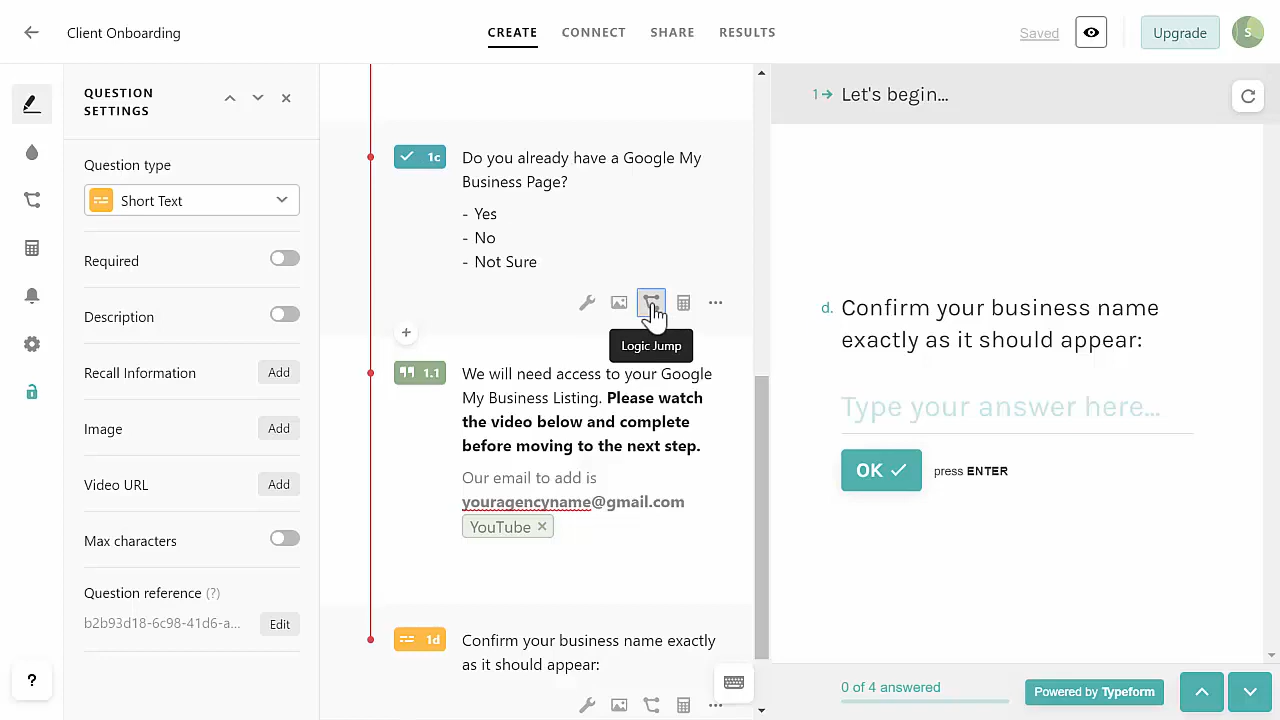 Client Onboarding
CREATE
CONNECT
SHARE
RESULTS
Saved
Upgrade
S
QUESTION
SETTINGS
Question type
Short Text
Required
Description
Recall Information
Add
Image
Add
Video URL
Add
Max characters
Question reference (?)
b2b93d18-6c98-41d6-a...
Edit
?
1c
Do you already have a Google My
Business Page?
- Yes
- No
- Not Sure
Logic Jump
1.1
We will need access to your Google
My Business Listing. Please watch
the video below and complete
before moving to the next step.
Our email to add is
youragencyname@gmail.com
YouTube ×
1d
Confirm your business name exactly
as it should appear:
1→ Let's begin...
d. Confirm your business name
exactly as it should appear:
Type your answer here...
OK ✓
press ENTER
0 of 4 answered
Powered by Typeform